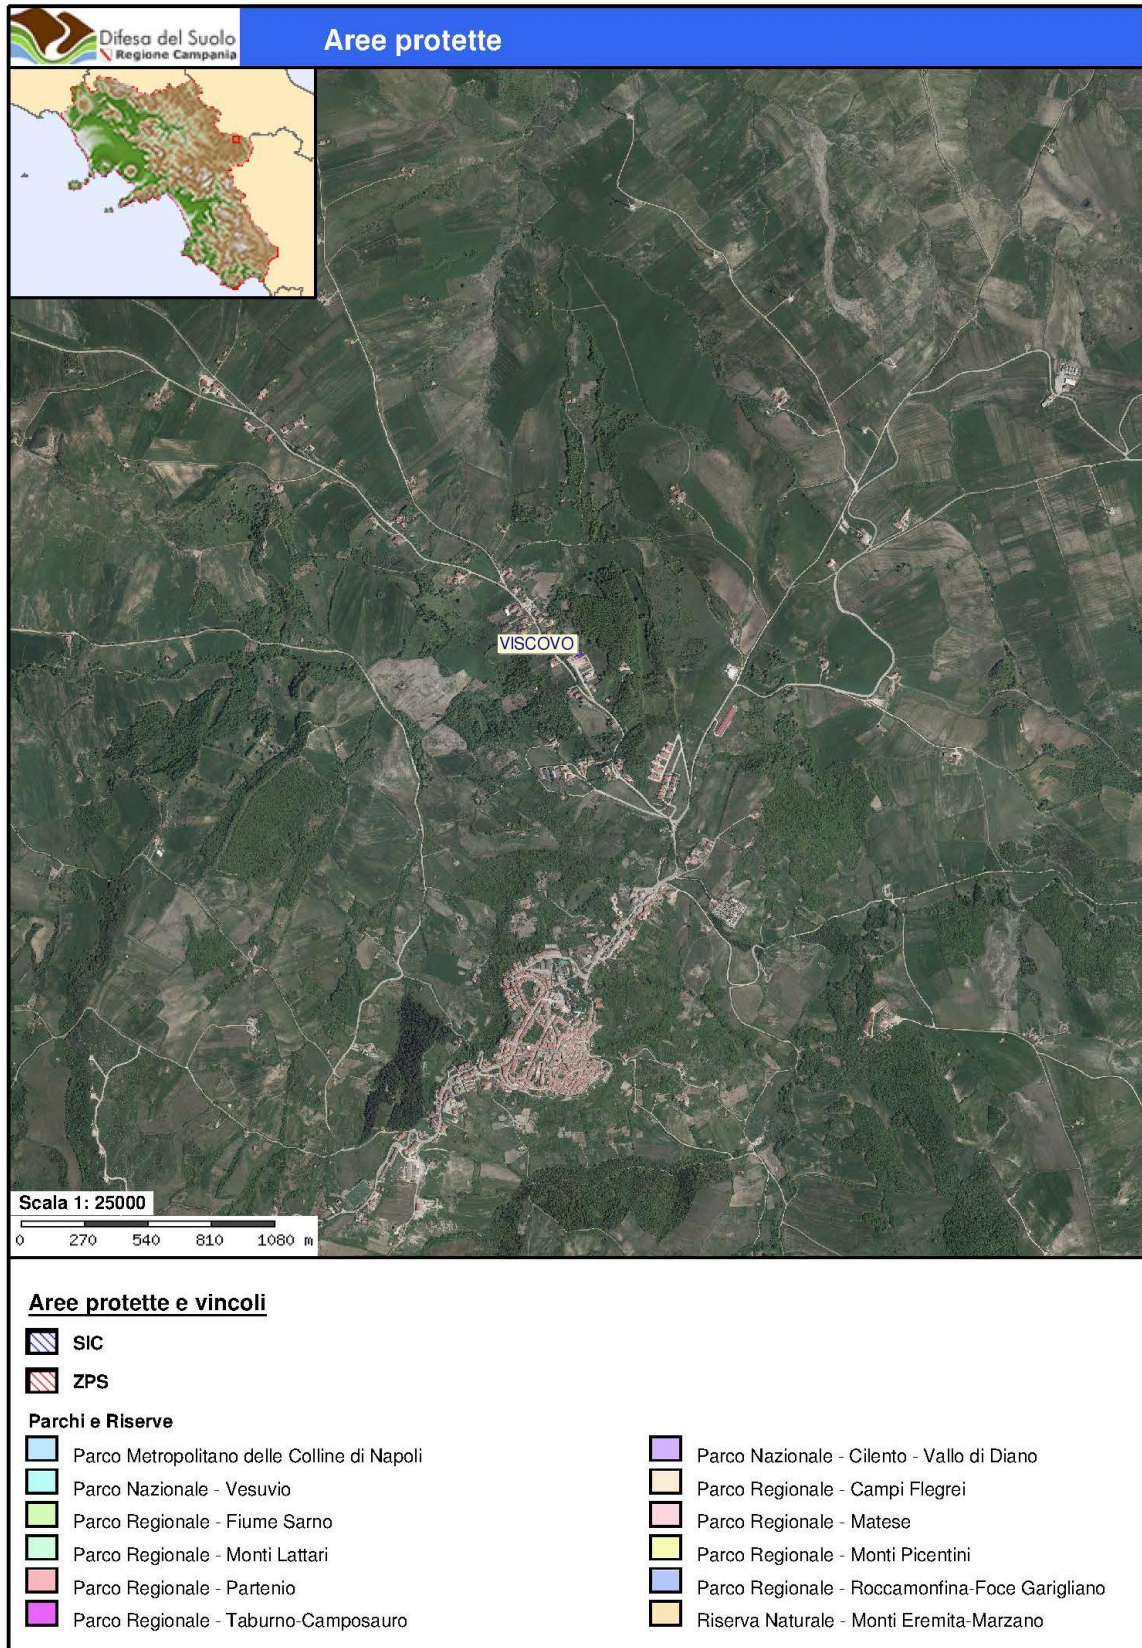 Difesa del Suolo
Regione Campania
Aree protette
VISCOVO
Scala 1: 25000
0 270 540 810 1080 m
Aree protette e vincoli
SIC
ZPS
Parchi e Riserve
Parco Metropolitano delle Colline di Napoli
Parco Nazionale - Vesuvio
Parco Regionale - Fiume Sarno
Parco Regionale - Monti Lattari
Parco Regionale - Partenio
Parco Regionale - Taburno-Camposauro
Parco Nazionale - Cilento - Vallo di Diano
Parco Regionale - Campi Flegrei
Parco Regionale - Matese
Parco Regionale - Monti Picentini
Parco Regionale - Roccamonfina-Foce Garigliano
Riserva Naturale - Monti Eremita-Marzano